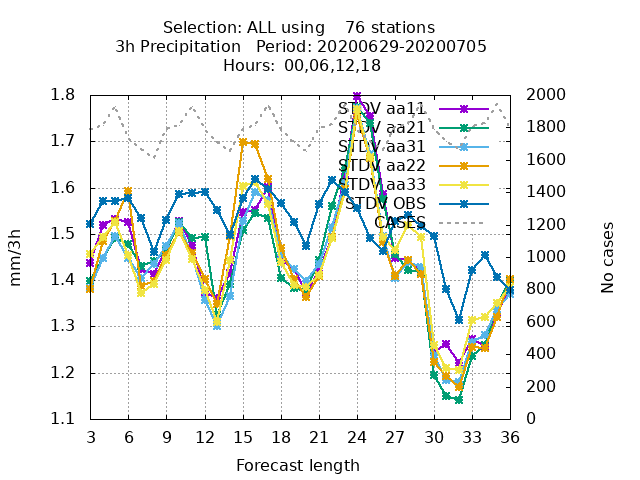 Selection: ALL using    76 stations
3h Precipitation   Period: 20200629-20200705
Hours:  00,06,12,18
1.8
1.7
1.6
1.5
1.4
1.3
1.2
1.1
mm/3h
STDV aa11
STDV aa21
STDV aa31
STDV aa22
STDV aa33
STDV OBS
CASES
2000
1800
1600
1400
1200
1000
800
600
400
200
0
No cases
3 6 9 12 15 18 21 24 27 30 33 36
Forecast length